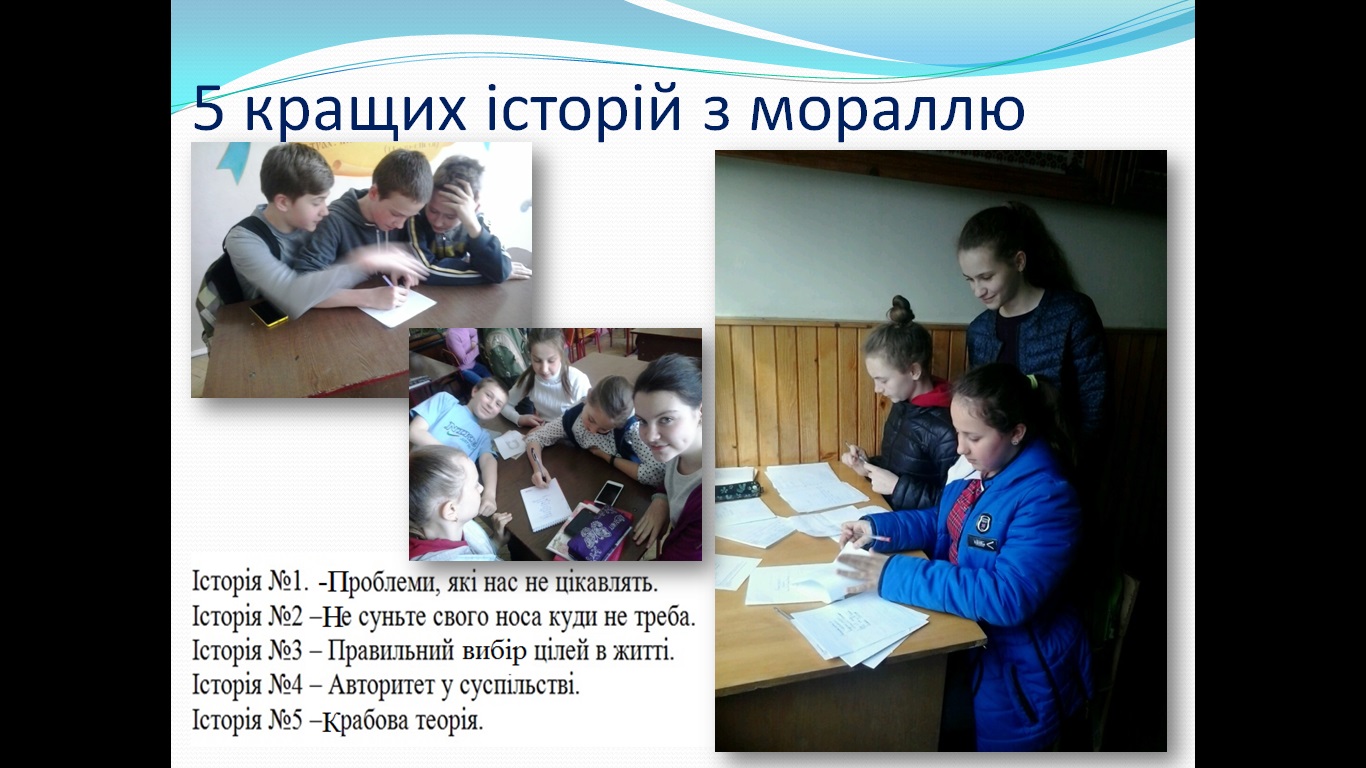 5 кращих історій з мораллю
Історія №1. -Проблеми, які нас не цікавлять.
Історія №2 –Не суньте свого носа куди не треба.
Історія №3 – Правильний вибір цілей в житті.
Історія №4 – Авторитет у суспільстві.
Історія №5 –Крабова теорія.